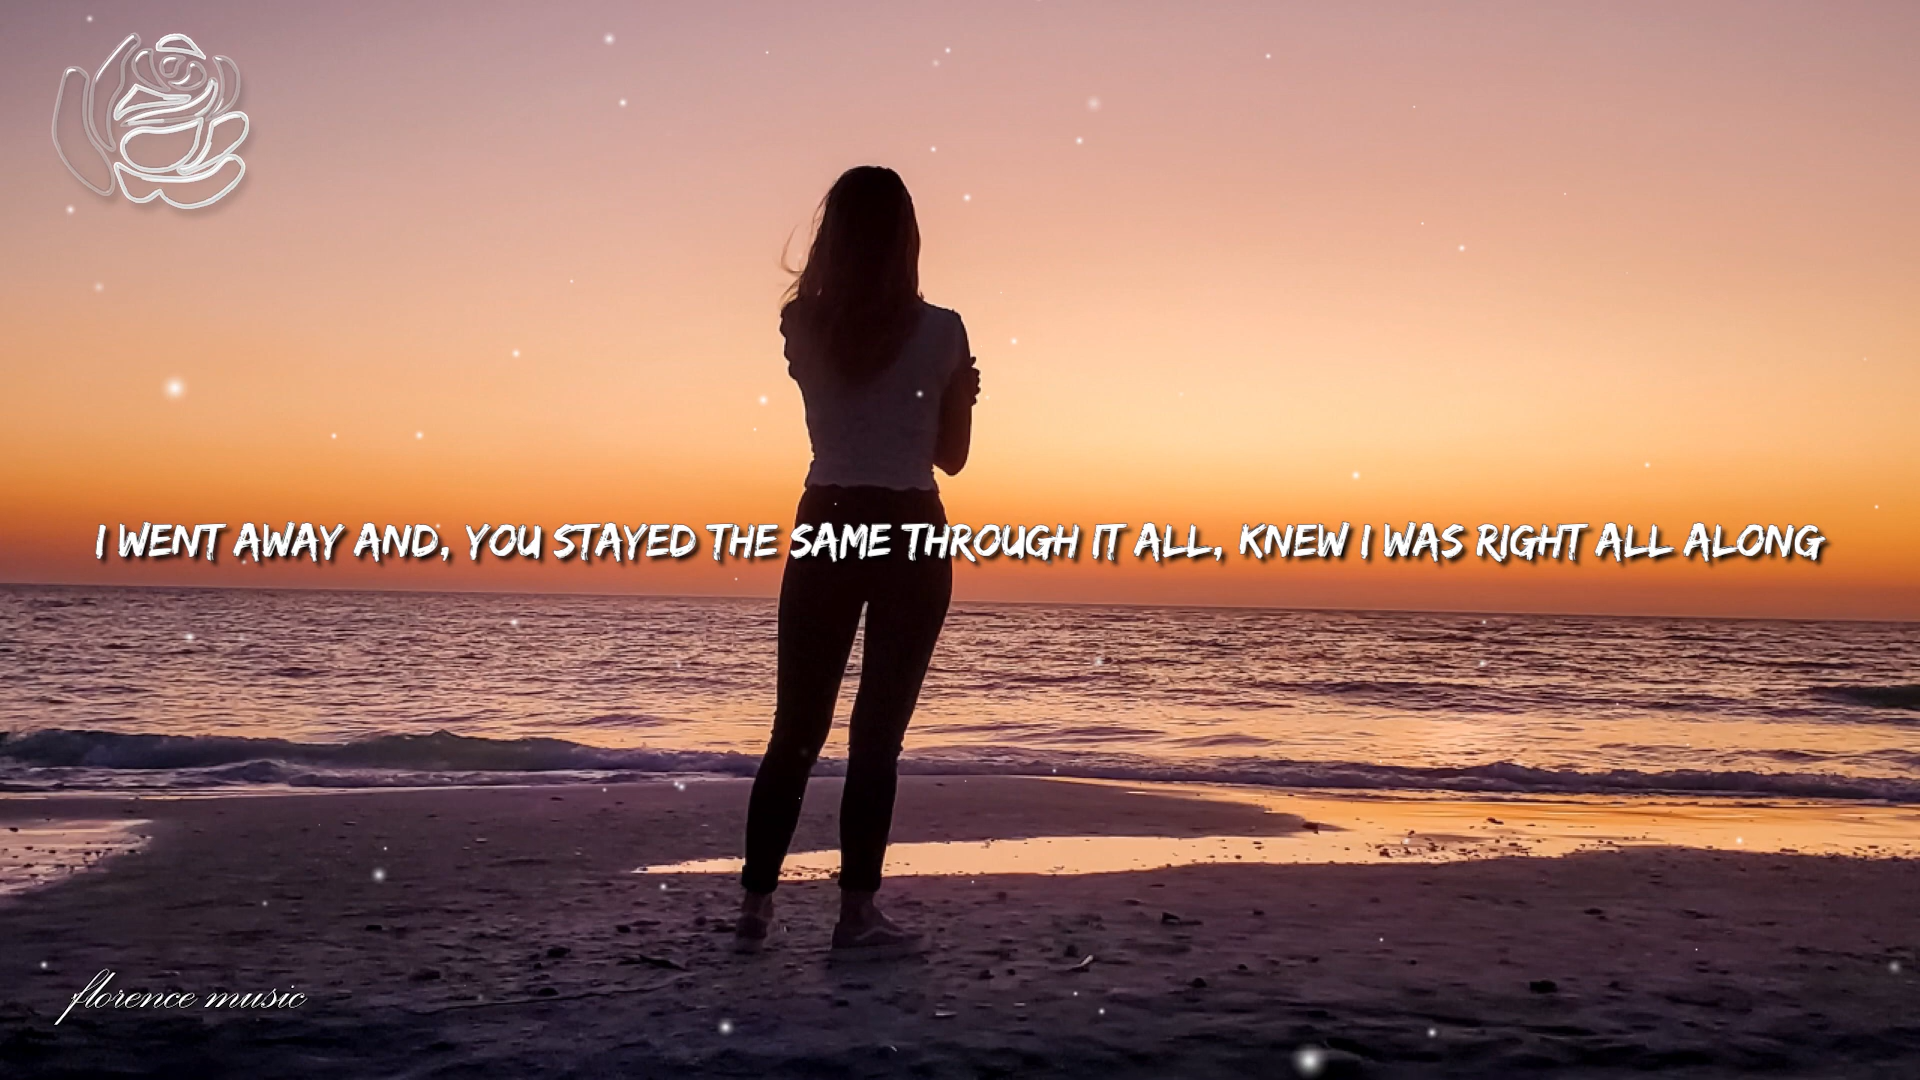 I WENT AWAY AND, YOU STAYED THE SAME THROUGH IT ALL, KNEW I WAS RIGHT ALL ALONG
florence music